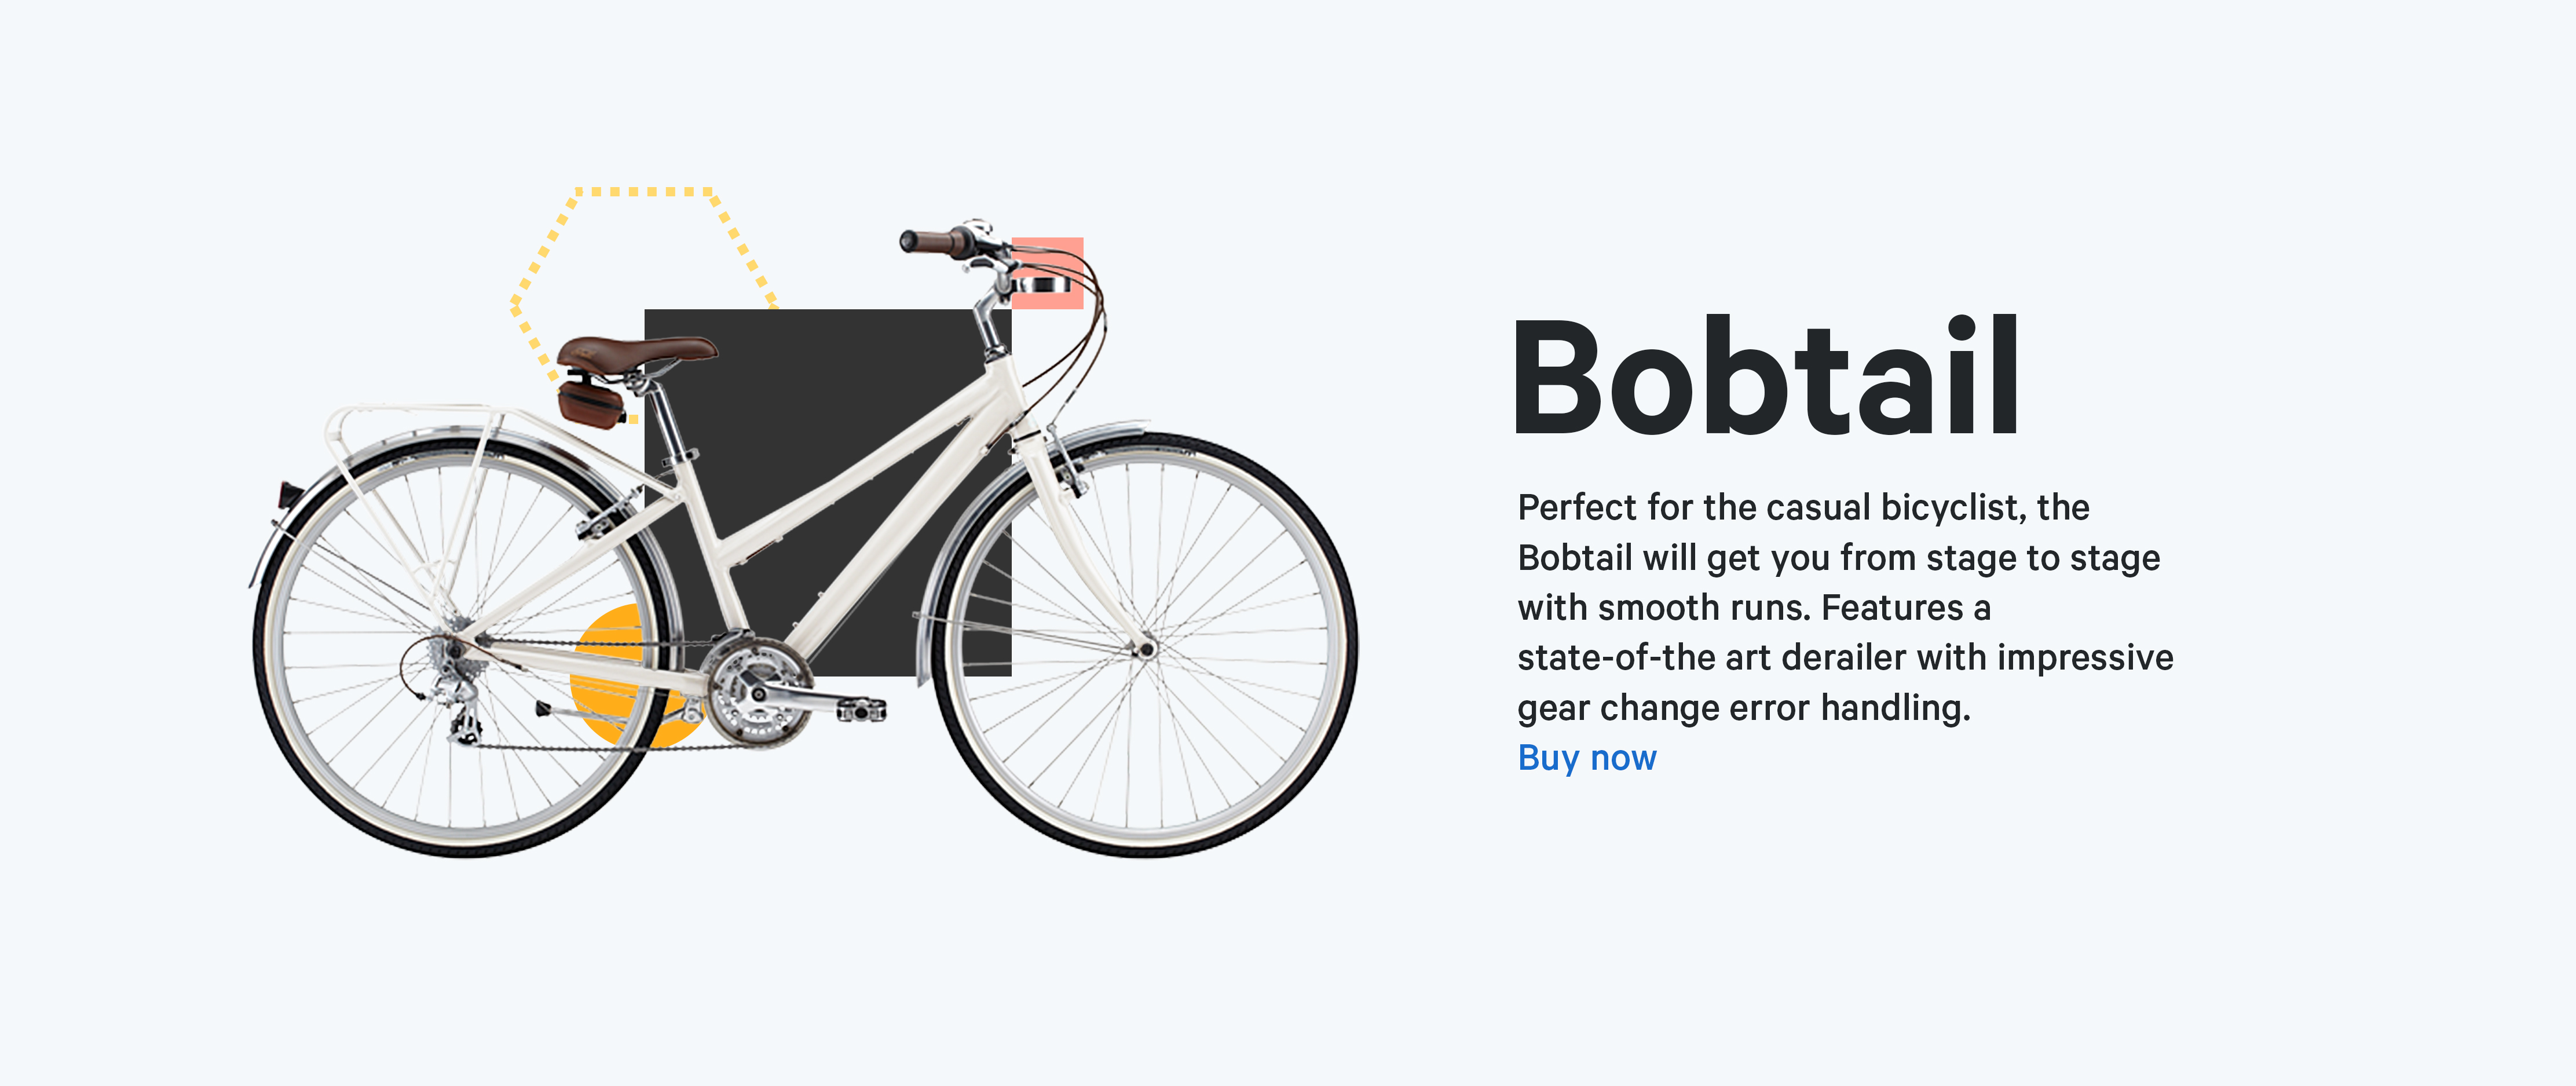 Bobtail
Perfect for the casual bicyclist, the
Bobtail will get you from stage to stage
with smooth runs. Features a
state-of-the art derailer with impressive
gear change error handling.
Buy now